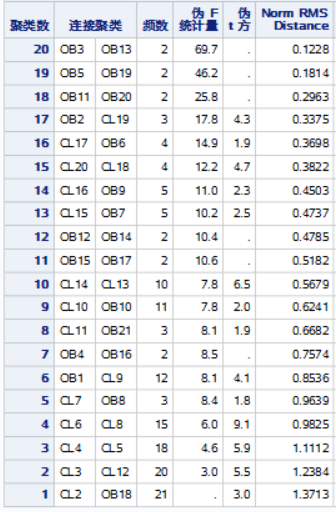 聚类数 连接聚类 频数 伪 F 统计量 伪 t 方 Norm RMS Distance
20 OB3 OB13 2 69.7 . 0.1228
19 OB5 OB19 2 46.2 . 0.1814
18 OB11 OB20 2 25.8 . 0.2963
17 OB2 CL19 3 17.8 4.3 0.3375
16 CL17 OB6 4 14.9 1.9 0.3698
15 CL20 CL18 4 12.2 4.7 0.3822
14 CL16 OB9 5 11.0 2.3 0.4503
13 CL15 OB7 5 10.2 2.5 0.4737
12 OB12 OB14 2 10.4 . 0.4785
11 OB15 OB17 2 10.6 . 0.5182
10 CL14 CL13 10 7.8 6.5 0.5679
9 CL10 OB10 11 7.8 2.0 0.6241
8 CL11 OB21 3 8.1 1.9 0.6682
7 OB4 OB16 2 8.5 . 0.7574
6 OB1 CL9 12 8.1 4.1 0.8536
5 CL7 OB8 3 8.4 1.8 0.9639
4 CL6 CL8 15 6.0 9.1 0.9825
3 CL4 CL5 18 4.6 5.9 1.1112
2 CL3 CL12 20 3.0 5.5 1.2384
1 CL2 OB18 21 . 3.0 1.3713